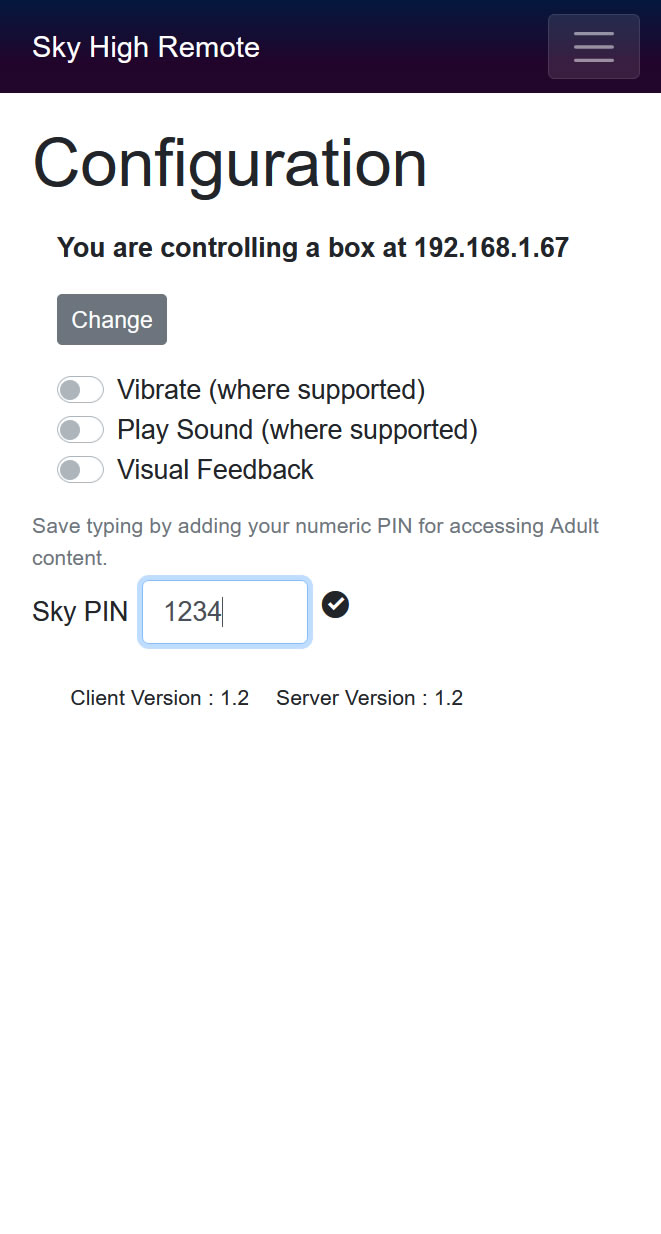 Sky High Remote
Configuration
You are controlling a box at 192.168.1.67
Change
Vibrate (where supported)
Play Sound (where supported)
Visual Feedback
Save typing by adding your numeric PIN for accessing Adult
content.
Sky PIN 1234
Client Version : 1.2 Server Version : 1.2